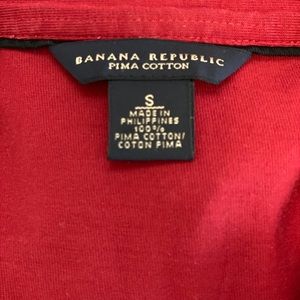 BANANA REPUBLIC
PIMA COTTON
S
MADE IN
PHILIPPINES
100%
PIMA COTTON/
COTON PIMA